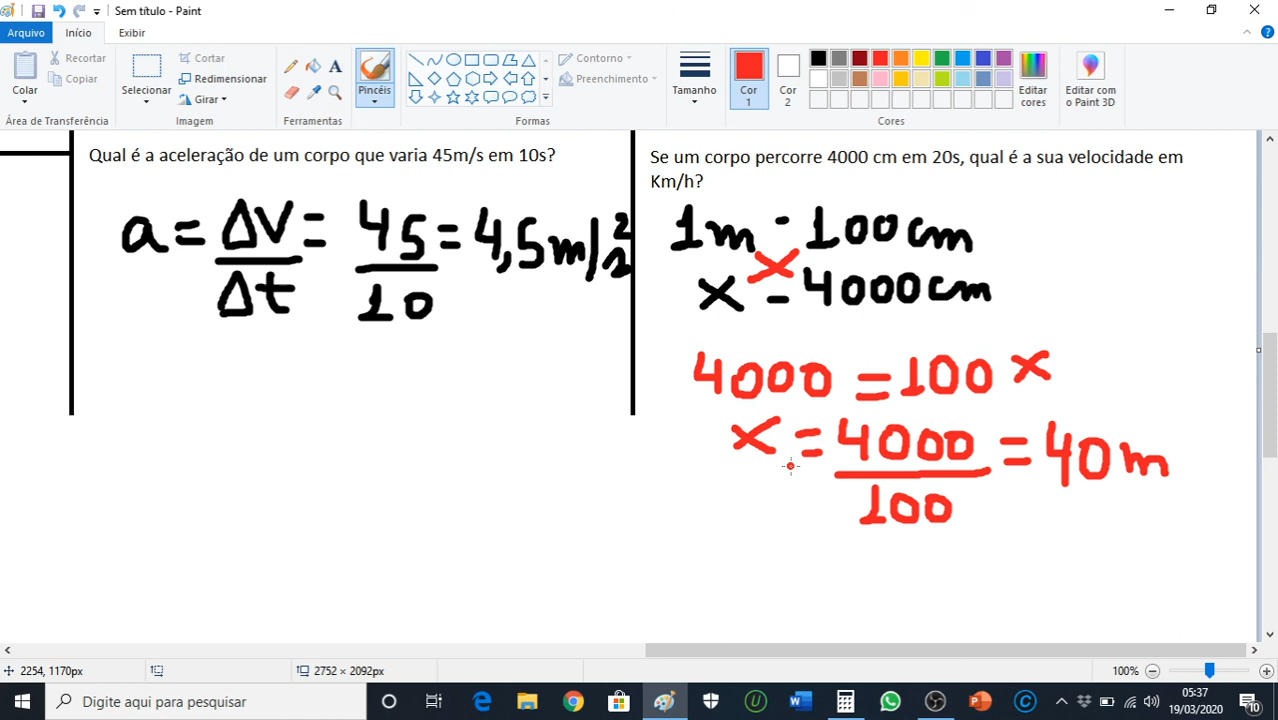 Sem título - Paint
Arquivo Início Exibir
Colar
Recortar
Copiar
Área de Transferência
Selecionar
Cortar
Redimensionar
Girar
Imagem
A
Ferramentas
Pincéis
Contorno
Preenchimento
Formas
Tamanho
Cor 1
Cor 2
Editar cores
Editar com o Paint 3D
Cores
Qual é a aceleração de um corpo que varia 45m/s em 10s?
a = ΔV = 45 = 4,5m/s²
Δt 10
Se um corpo percorre 4000 cm em 20s, qual é a sua velocidade em
Km/h?
1m - 100cm
x - 4000cm
4000 = 100x
x = 4000 = 40m
100
2254, 1170px
2752 × 2092px
100%
Digite aqui para pesquisar
05:37
19/03/2020
10